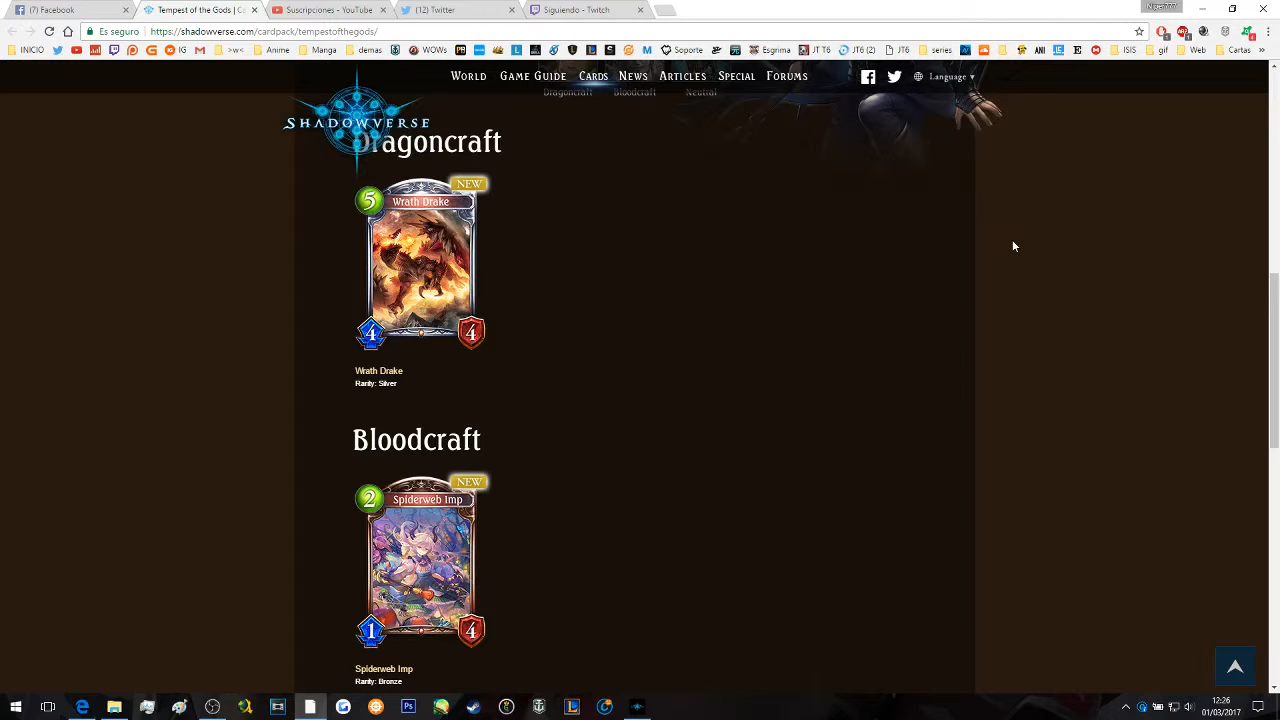 Nigen777
(7) Facebook
Tempest of the Gods | C
Suscripciones - YouTube
(12) Twitter
Siguiendo - Twitch
Es seguro
https://shadowverse.com/cardpack/tempestofthegods/
INICIO
>w<
Anime
Manga
demas
WOWs
Soporte
Esgrima
JT6
series
ISIS
gif
Web
Cartas
SHADOWVERSE
WORLD
GAME GUIDE
CARDS
NEWS
ARTICLES
SPECIAL
FORUMS
Language
Dragoncraft
Bloodcraft
Neutral
Dragoncraft
NEW
5
Wrath Drake
4
4
Wrath Drake
Rarity: Silver
Bloodcraft
NEW
2
Spiderweb Imp
1
4
Spiderweb Imp
Rarity: Bronze
12:26
01/03/2017